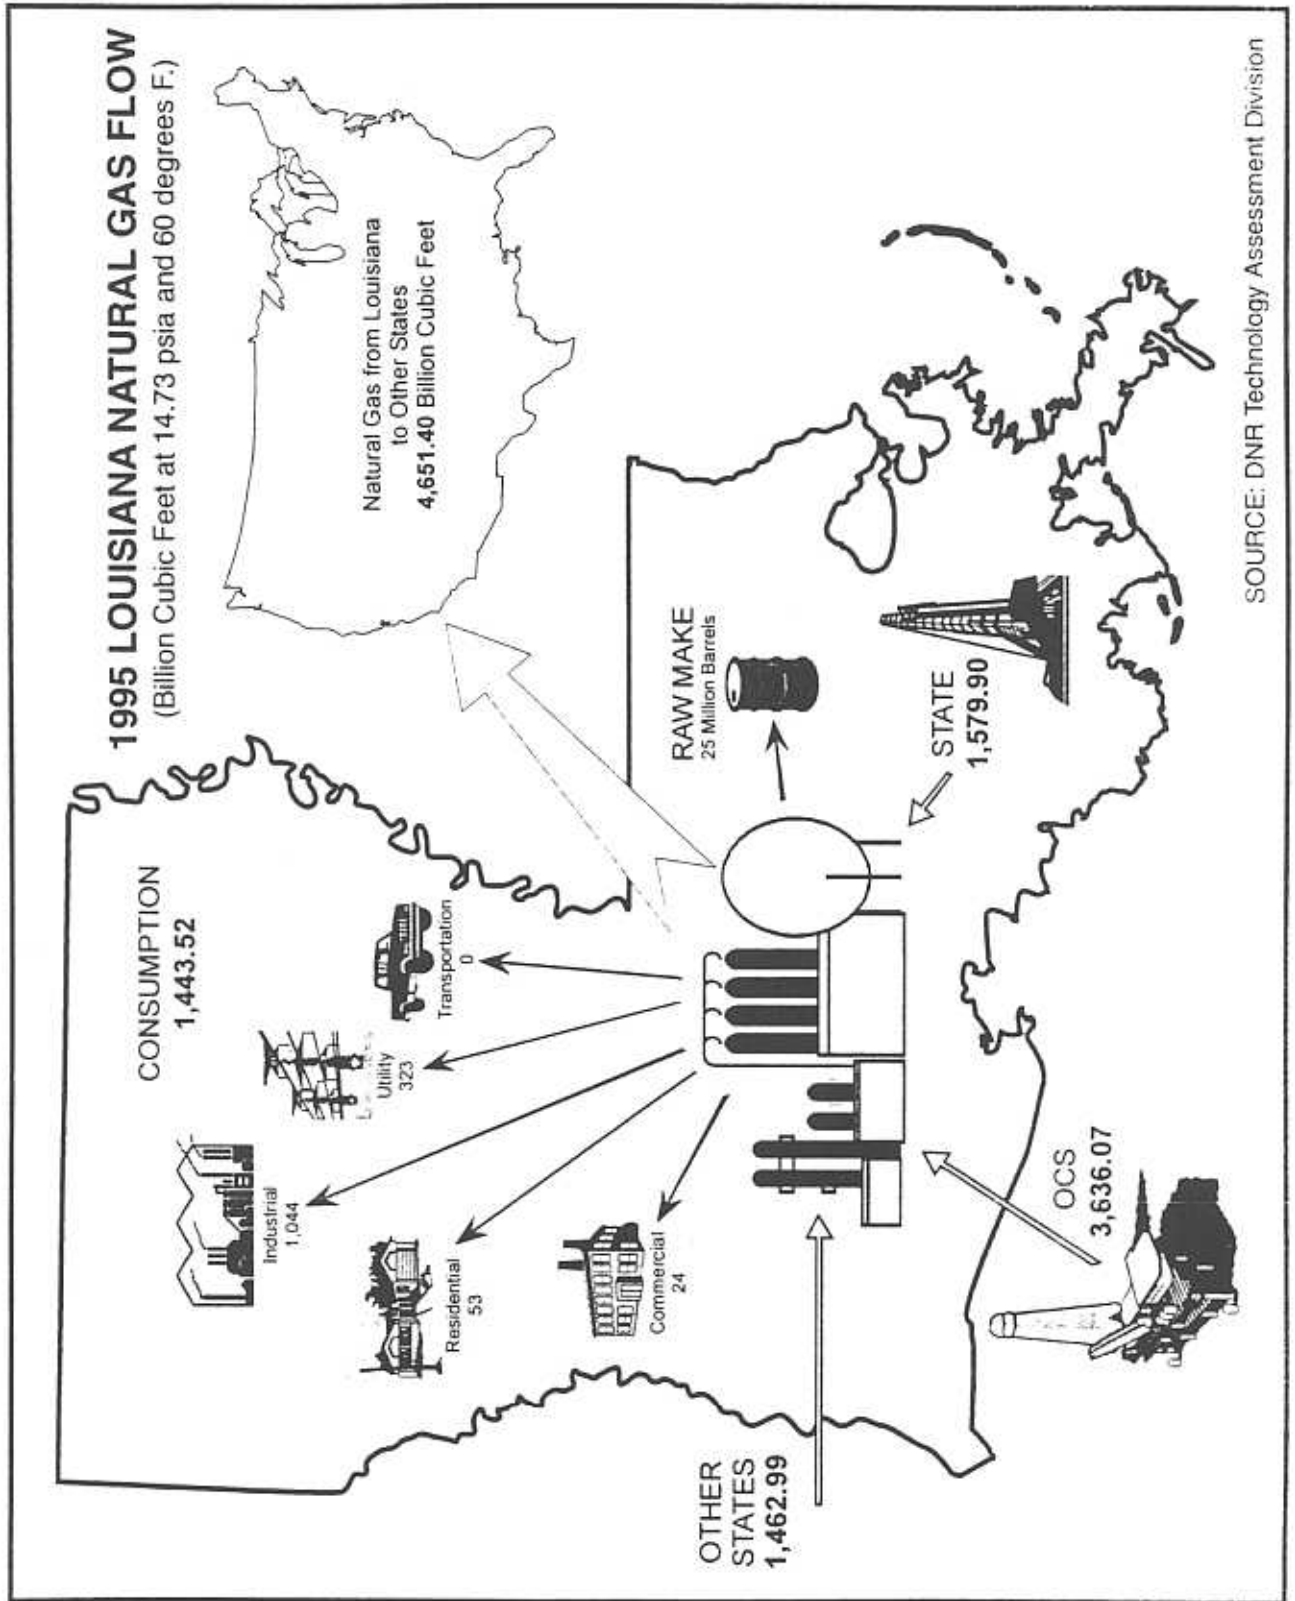 1995 LOUISIANA NATURAL GAS FLOW
(Billion Cubic Feet at 14.73 psia and 60 degrees F.)
CONSUMPTION
1,443.52
Industrial
1,044
Utility
323
Transportation
0
Residential
53
Commercial
24
Natural Gas from Louisiana
to Other States
4,651.40 Billion Cubic Feet
RAW MAKE
25 Million Barrels
OTHER
STATES
1,462.99
STATE
1,579.90
OCS
3,636.07
SOURCE: DNR Technology Assessment Division